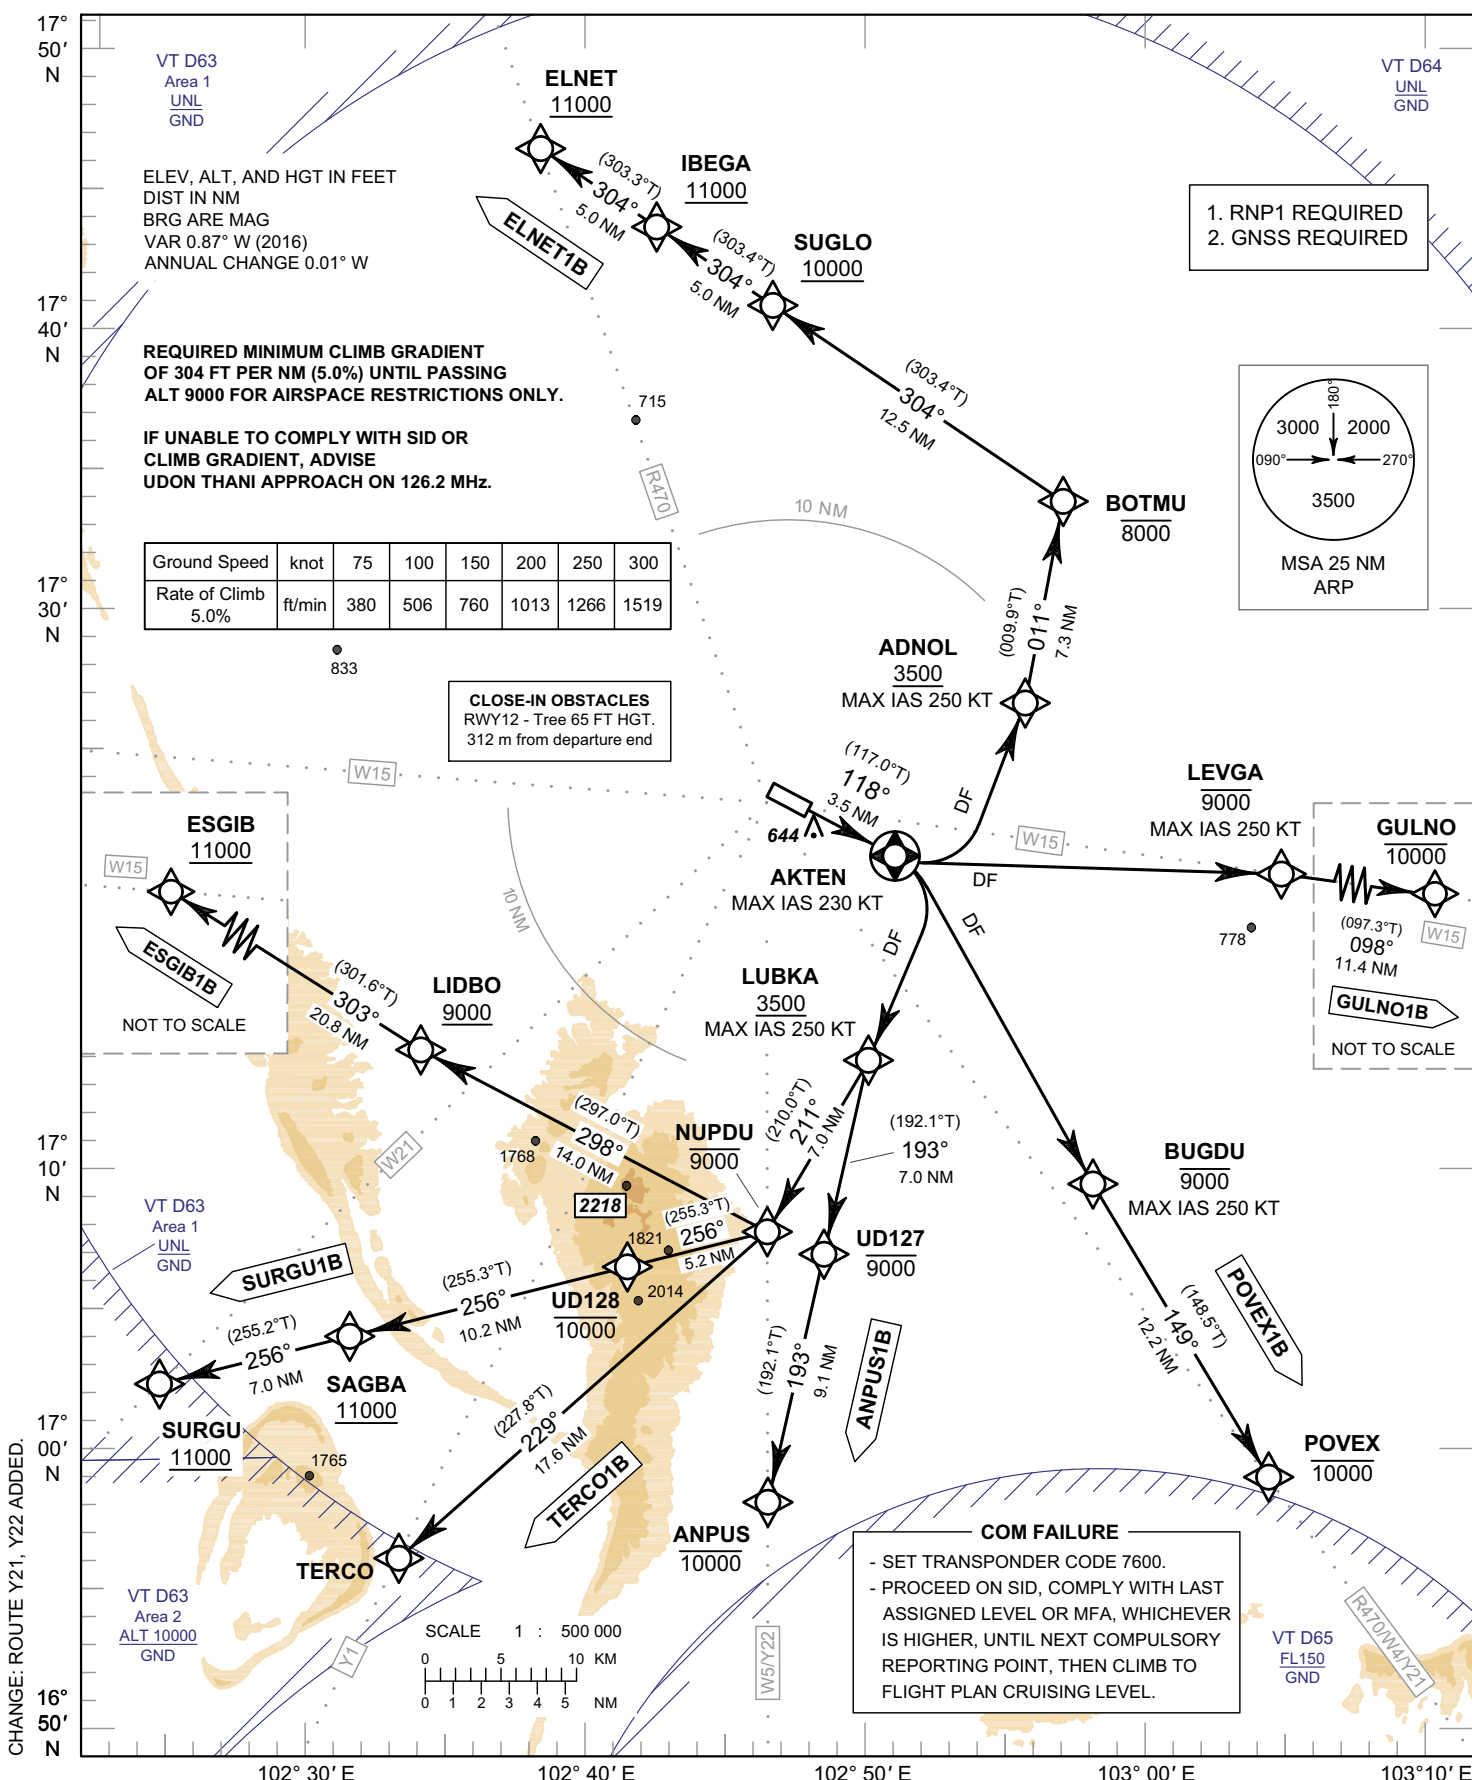 17°
50′
N
VT D63
Area 1
UNL
GND
ELNET
11000
VT D64
UNL
GND
ELEV, ALT, AND HGT IN FEET
DIST IN NM
BRG ARE MAG
VAR 0.87° W (2016)
ANNUAL CHANGE 0.01° W
(303.3°T)
304°
5.0 NM
IBEGA
11000
ELNET1B
(303.4°T)
304°
5.0 NM
SUGLO
10000
1. RNP1 REQUIRED
2. GNSS REQUIRED
17°
40′
N
REQUIRED MINIMUM CLIMB GRADIENT
OF 304 FT PER NM (5.0%) UNTIL PASSING
ALT 9000 FOR AIRSPACE RESTRICTIONS ONLY.
IF UNABLE TO COMPLY WITH SID OR
CLIMB GRADIENT, ADVISE
UDON THANI APPROACH ON 126.2 MHz.
715
R470
(303.4°T)
304°
12.5 NM
180°
3000 2000
090° 270°
3500
MSA 25 NM
ARP
10 NM
BOTMU
8000
Ground Speed knot 75 100 150 200 250 300
Rate of Climb
5.0%
ft/min 380 506 760 1013 1266 1519
17°
30′
N
833
(009.9°T)
011°
7.3 NM
ADNOL
3500
MAX IAS 250 KT
CLOSE-IN OBSTACLES
RWY12 - Tree 65 FT HGT.
312 m from departure end
W15
(117.0°T)
118°
3.5 NM
644
DF
W15
LEVGA
9000
MAX IAS 250 KT
ESGIB
11000
W15
ESGIB1B
NOT TO SCALE
AKTEN
MAX IAS 230 KT
DF
DF
DF
GULNO
10000
(097.3°T)
098°
11.4 NM
W15
GULNO1B
NOT TO SCALE
778
10 NM
(301.6°T)
303°
20.8 NM
LIDBO
9000
LUBKA
3500
MAX IAS 250 KT
17°
10′
N
W21
1768
(297.0°T)
298°
14.0 NM
2218
NUPDU
9000
(210.0°T)
211°
7.0 NM
(192.1°T)
193°
7.0 NM
BUGDU
9000
MAX IAS 250 KT
VT D63
Area 1
UNL
GND
SURGU1B
(255.3°T)
256°
5.2 NM
1821
UD127
9000
(255.3°T)
256°
10.2 NM
UD128
10000
2014
(255.2°T)
256°
7.0 NM
SAGBA
11000
SURGU
11000
(192.1°T)
193°
9.1 NM
ANPUS1B
(148.5°T)
149°
12.2 NM
POVEX1B
17°
00′
N
1765
(227.8°T)
229°
17.6 NM
TERCO1B
POVEX
10000
ANPUS
10000
TERCO
VT D63
Area 2
ALT 10000
GND
Y1
SCALE 1 : 500 000
0 5 10 KM
0 1 2 3 4 5 NM
W5/Y22
COM FAILURE
- SET TRANSPONDER CODE 7600.
- PROCEED ON SID, COMPLY WITH LAST
ASSIGNED LEVEL OR MFA, WHICHEVER
IS HIGHER, UNTIL NEXT COMPULSORY
REPORTING POINT, THEN CLIMB TO
FLIGHT PLAN CRUISING LEVEL.
VT D65
FL150
GND
R470/W4/Y21
16°
50′
N
102° 30′ E
102° 40′ E
102° 50′ E
103° 00′ E
103°10′ E
CHANGE: ROUTE Y21, Y22 ADDED.